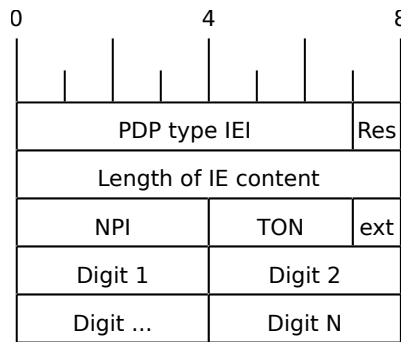 0 4 8
PDP type IEI Res
Length of IE content
NPI TON ext
Digit 1 Digit 2
Digit ... Digit N